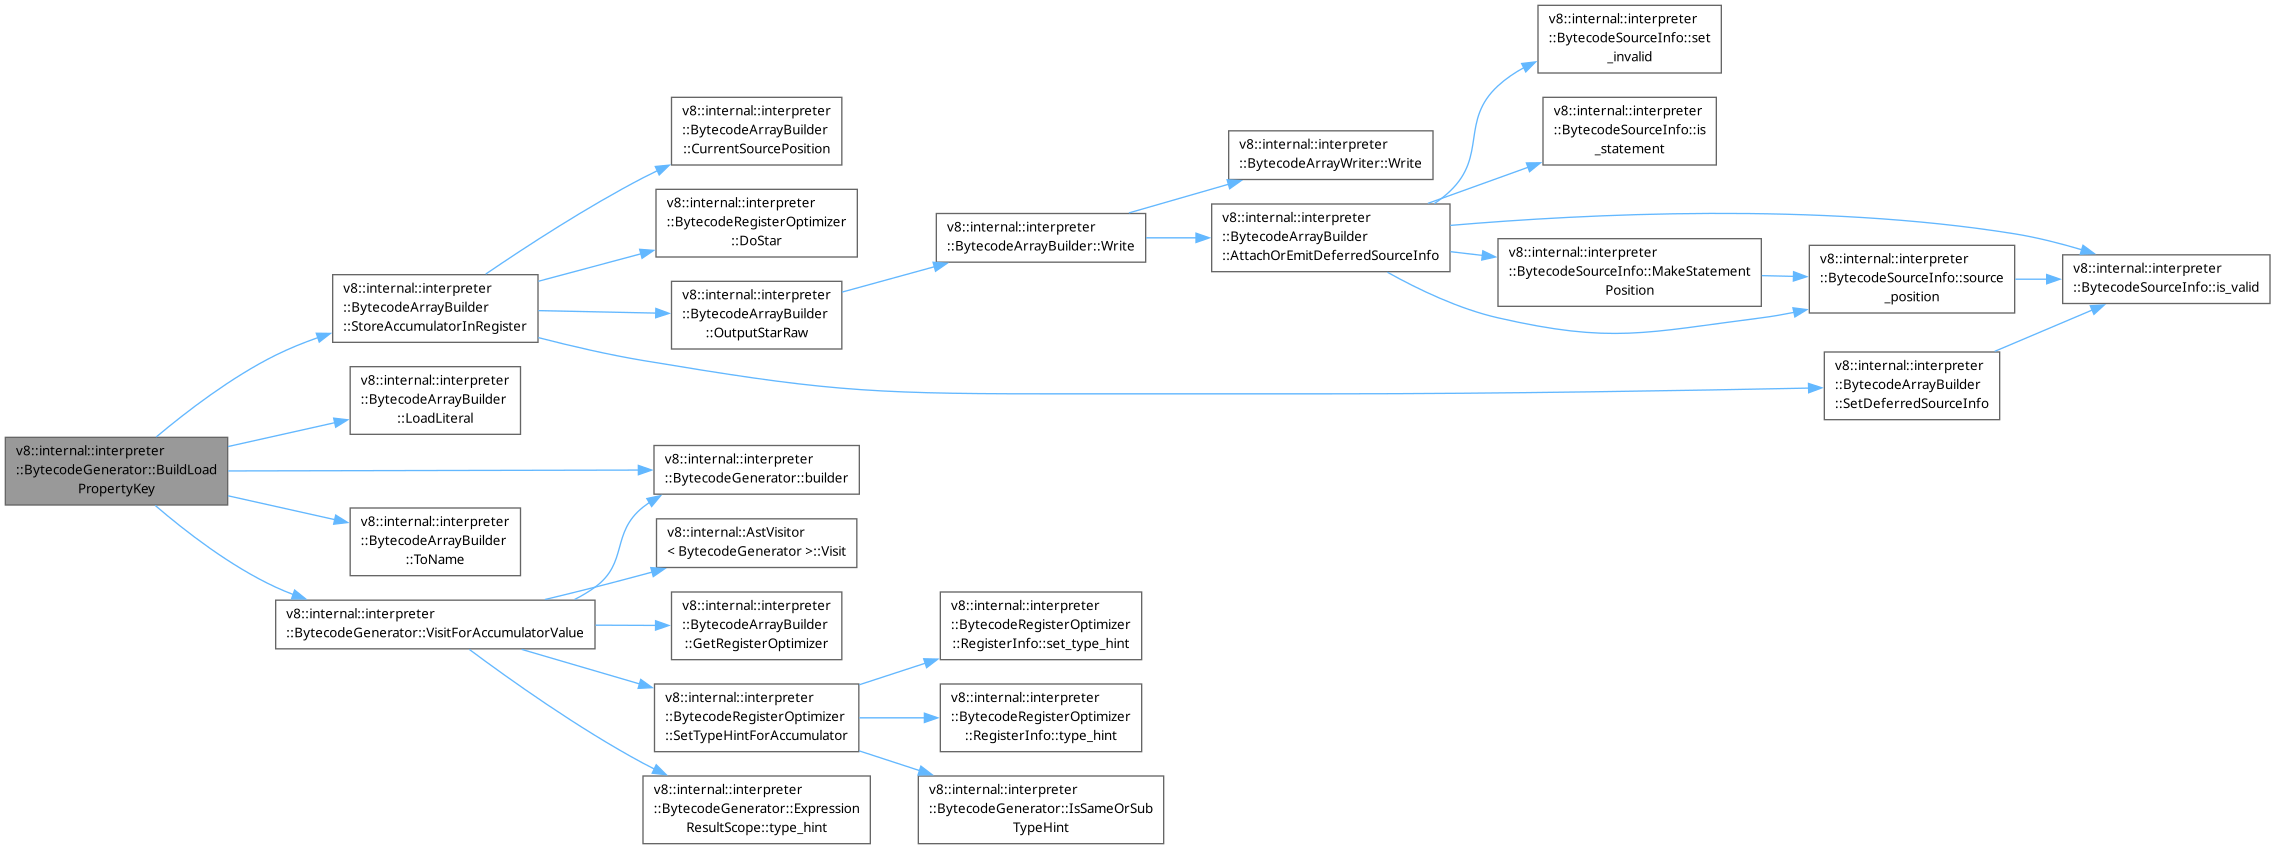 v8::internal::interpreter
::BytecodeGenerator::BuildLoad
PropertyKey
v8::internal::interpreter
::BytecodeArrayBuilder
::StoreAccumulatorInRegister
v8::internal::interpreter
::BytecodeArrayBuilder
::CurrentSourcePosition
v8::internal::interpreter
::BytecodeRegisterOptimizer
::DoStar
v8::internal::interpreter
::BytecodeArrayBuilder
::OutputStarRaw
v8::internal::interpreter
::BytecodeArrayBuilder::Write
v8::internal::interpreter
::BytecodeArrayWriter::Write
v8::internal::interpreter
::BytecodeArrayBuilder
::AttachOrEmitDeferredSourceInfo
v8::internal::interpreter
::BytecodeSourceInfo::set
_invalid
v8::internal::interpreter
::BytecodeSourceInfo::is
_statement
v8::internal::interpreter
::BytecodeSourceInfo::MakeStatement
Position
v8::internal::interpreter
::BytecodeSourceInfo::source
_position
v8::internal::interpreter
::BytecodeSourceInfo::is_valid
v8::internal::interpreter
::BytecodeArrayBuilder
::SetDeferredSourceInfo
v8::internal::interpreter
::BytecodeArrayBuilder
::LoadLiteral
v8::internal::interpreter
::BytecodeGenerator::builder
v8::internal::interpreter
::BytecodeArrayBuilder
::ToName
v8::internal::interpreter
::BytecodeGenerator::VisitForAccumulatorValue
v8::internal::AstVisitor
< BytecodeGenerator >::Visit
v8::internal::interpreter
::BytecodeArrayBuilder
::GetRegisterOptimizer
v8::internal::interpreter
::BytecodeRegisterOptimizer
::SetTypeHintForAccumulator
v8::internal::interpreter
::BytecodeRegisterOptimizer
::RegisterInfo::set_type_hint
v8::internal::interpreter
::BytecodeRegisterOptimizer
::RegisterInfo::type_hint
v8::internal::interpreter
::BytecodeGenerator::IsSameOrSub
TypeHint
v8::internal::interpreter
::BytecodeGenerator::Expression
ResultScope::type_hint